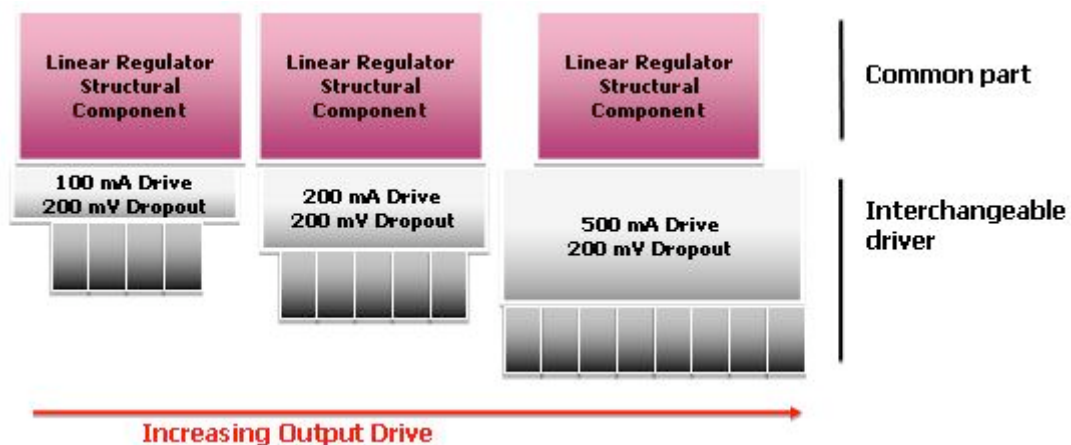 Linear Regulator
Structural
Component
Linear Regulator
Structural
Component
Linear Regulator
Structural
Component
Common part
100 mA Drive
200 mV Dropout
200 mA Drive
200 mV Dropout
500 mA Drive
200 mV Dropout
Interchangeable
driver
Increasing Output Drive